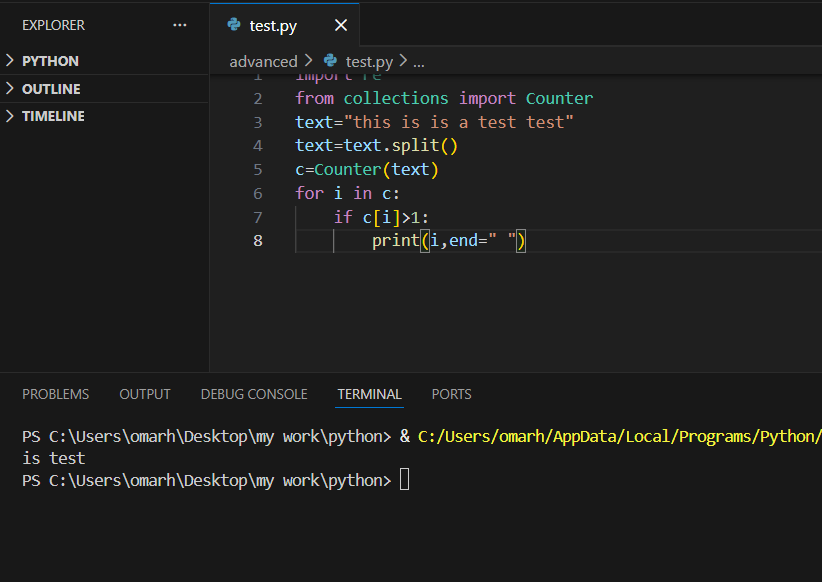 EXPLORER ...
PYTHON
OUTLINE
TIMELINE
test.py
advanced > test.py > ...
1 import re
2 from collections import Counter
3 text="this is is a test test"
4 text=text.split()
5 c=Counter(text)
6 for i in c:
7 if c[i]>1:
8 print(i,end=" ")
PROBLEMS OUTPUT DEBUG CONSOLE TERMINAL PORTS
PS C:\Users\omarh\Desktop\my work\python> & C:/Users/omarh/AppData/Local/Programs/Python/
is test
PS C:\Users\omarh\Desktop\my work\python>